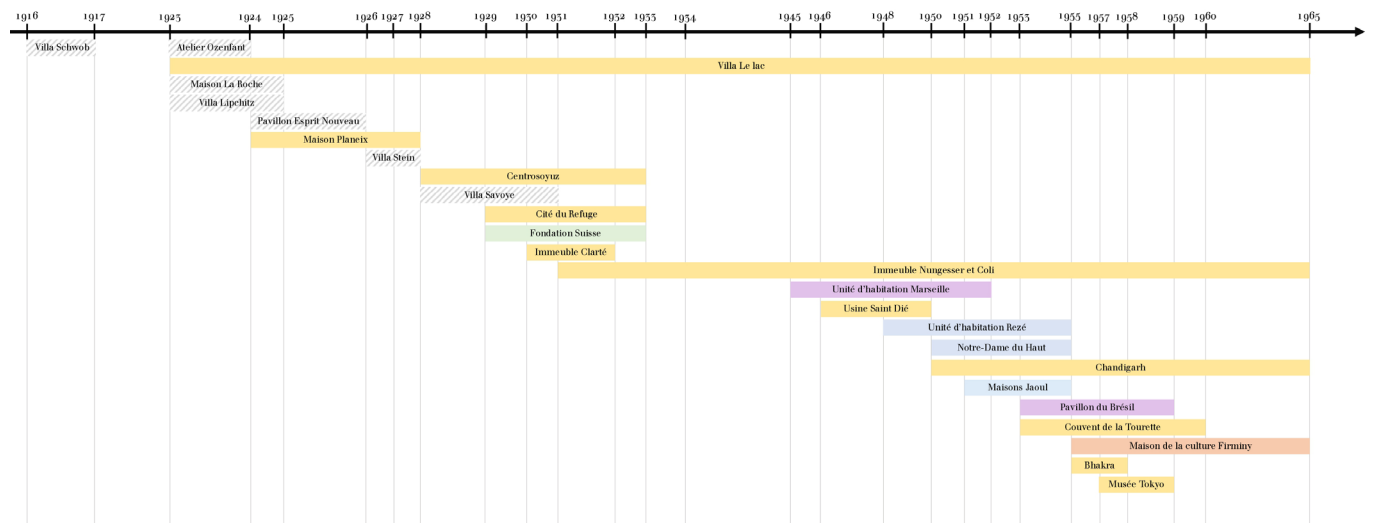 1916 1917 1923 1924 1925 1926 1927 1928 1929 1930 1931 1932 1933 1934 1945 1946 1948 1950 1951 1952 1953 1955 1957 1958 1959 1960 1965
Villa Schwob
Atelier Ozenfant
Villa Le lac
Maison La Roche
Villa Lipchitz
Pavillon Esprit Nouveau
Maison Planeix
Villa Stein
Centrosoyuz
Villa Savoye
Cité du Refuge
Fondation Suisse
Immeuble Clarté
Immeuble Nungesser et Coli
Unité d'habitation Marseille
Usine Saint Dié
Unité d'habitation Rezé
Notre-Dame du Haut
Chandigarh
Maisons Jaoul
Pavillon du Brésil
Couvent de la Tourette
Maison de la culture Firminy
Bhakra
Musée Tokyo